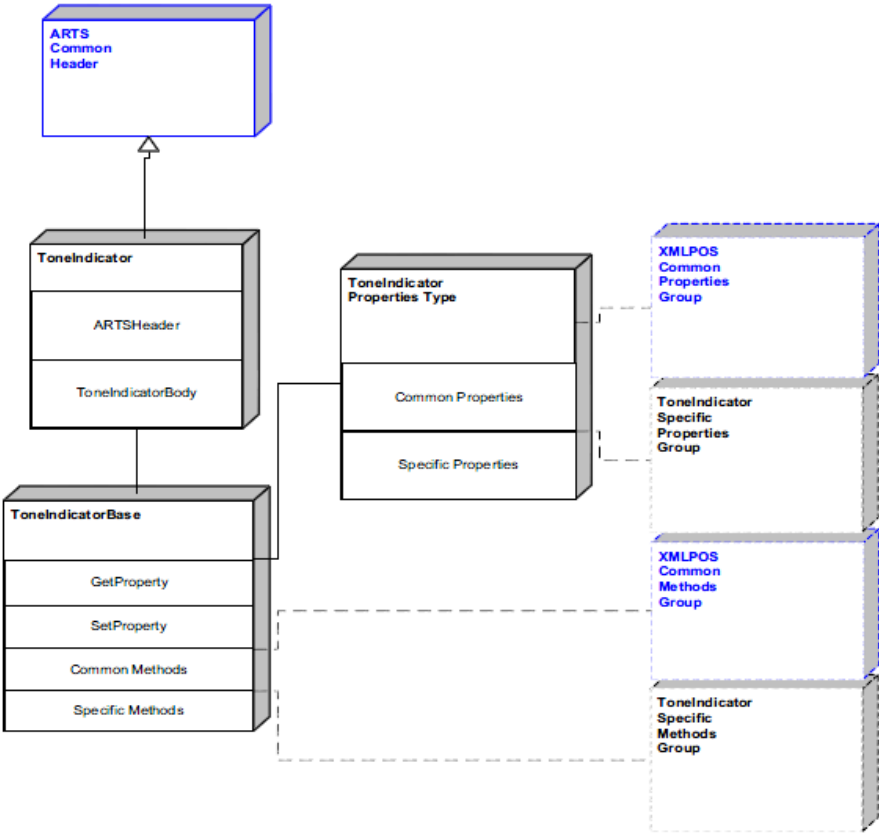 ARTS
Common
Header
ToneIndicator
ARTSHeader
ToneIndicatorBody
ToneIndicatorBase
GetProperty
SetProperty
Common Methods
Specific Methods
ToneIndicator
Properties Type
Common Properties
Specific Properties
XMLPOS
Common
Properties
Group
ToneIndicator
Specific
Properties
Group
XMLPOS
Common
Methods
Group
ToneIndicator
Specific
Methods
Group